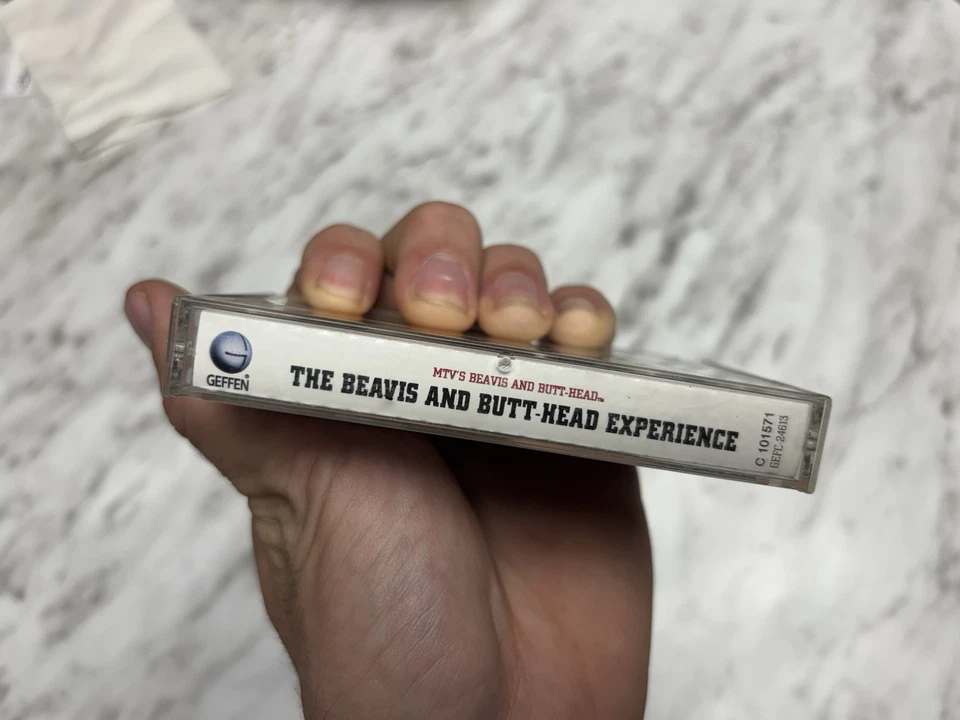 GEFFEN
MTV'S BEAVIS AND BUTT-HEAD™
THE BEAVIS AND BUTT-HEAD EXPERIENCE
C 101571
GEFC-24613